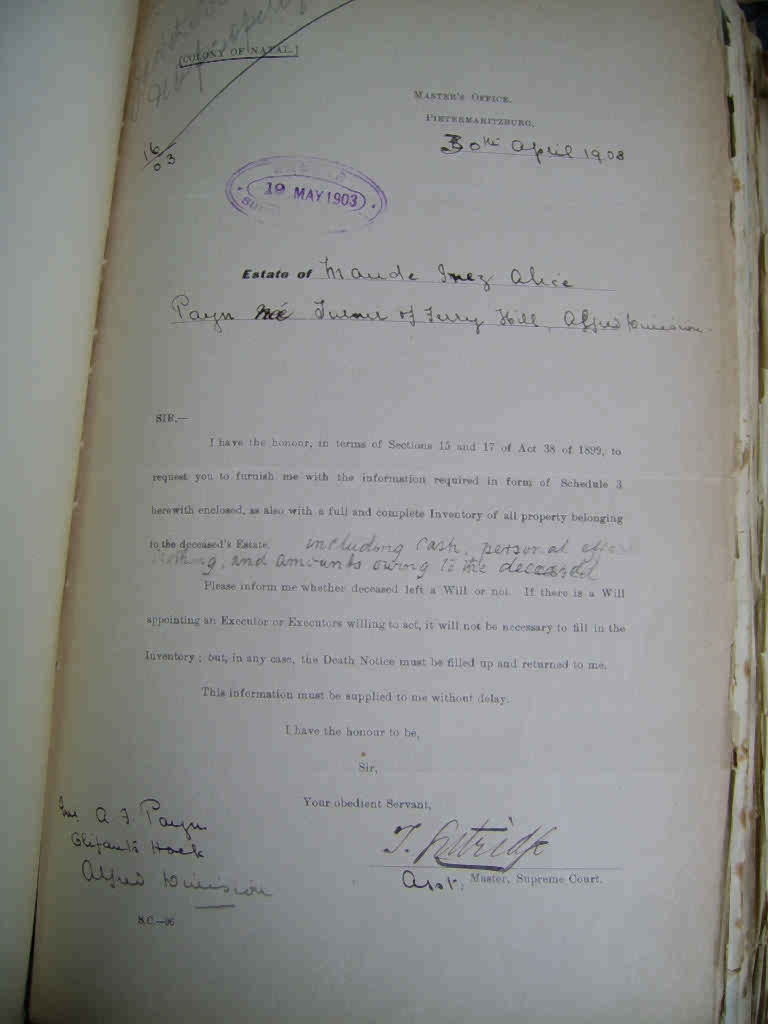 [COLONY OF NATAL.]
MASTER'S OFFICE.
PIETERMARITZBURG,
30th April 1903
16/03
19 MAY 1903
Estate of Maude Inez Alice
Payn née Turner of Ferry Hill, Alfred Division
SIR,—
I have the honour, in terms of Sections 15 and 17 of Act 38 of 1899, to
request you to furnish me with the information required in form of Schedule 3
herewith enclosed, as also with a full and complete Inventory of all property belonging
to the deceased's Estate. including Cash, personal
and amounts owing to the deceased
Please inform me whether deceased left a Will or not. If there is a Will
appointing an Executor or Executors willing to act, it will not be necessary to fill in the
Inventory; but, in any case, the Death Notice must be filled up and returned to me.
This information must be supplied to me without delay.
I have the honour to be,
Sir,
Your obedient Servant,
Asst. Master, Supreme Court.
A. F. Payn
Olifants Hoek
Alfred Division
S.C.—96